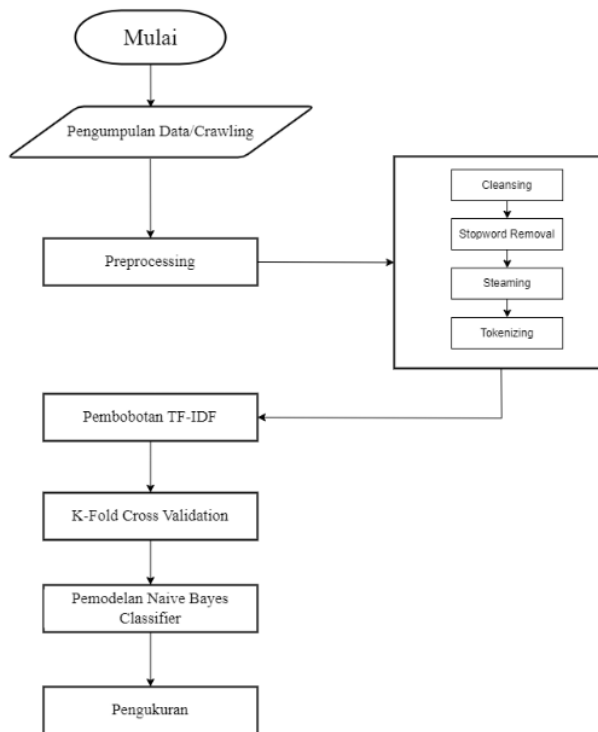 Mulai
Pengumpulan Data/Crawling
Preprocessing
Cleansing
Stopword Removal
Steaming
Tokenizing
Pembobotan TF-IDF
K-Fold Cross Validation
Pemodelan Naive Bayes
Classifier
Pengukuran